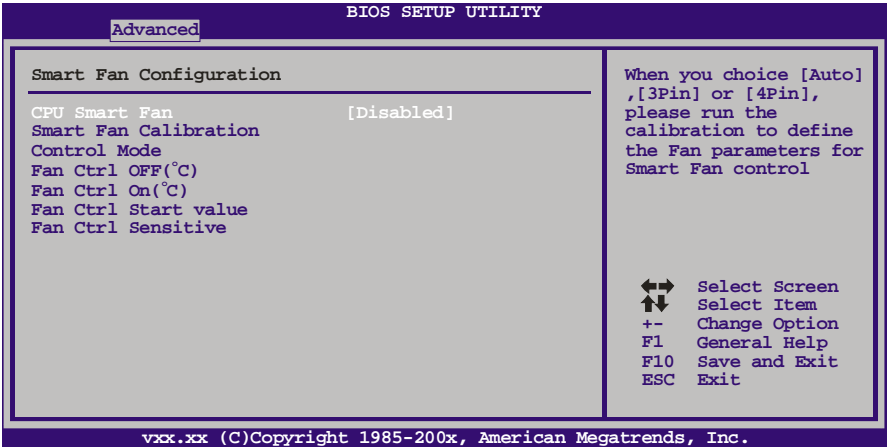 BIOS SETUP UTILITY
Advanced
Smart Fan Configuration
CPU Smart Fan [Disabled]
Smart Fan Calibration
Control Mode
Fan Ctrl OFF(°C)
Fan Ctrl On(°C)
Fan Ctrl Start value
Fan Ctrl Sensitive
When you choice [Auto]
,[3Pin] or [4Pin],
please run the
calibration to define
the Fan parameters for
Smart Fan control
Select Screen
Select Item
+- Change Option
F1 General Help
F10 Save and Exit
ESC Exit
vxx.xx (C)Copyright 1985-200x, American Megatrends, Inc.